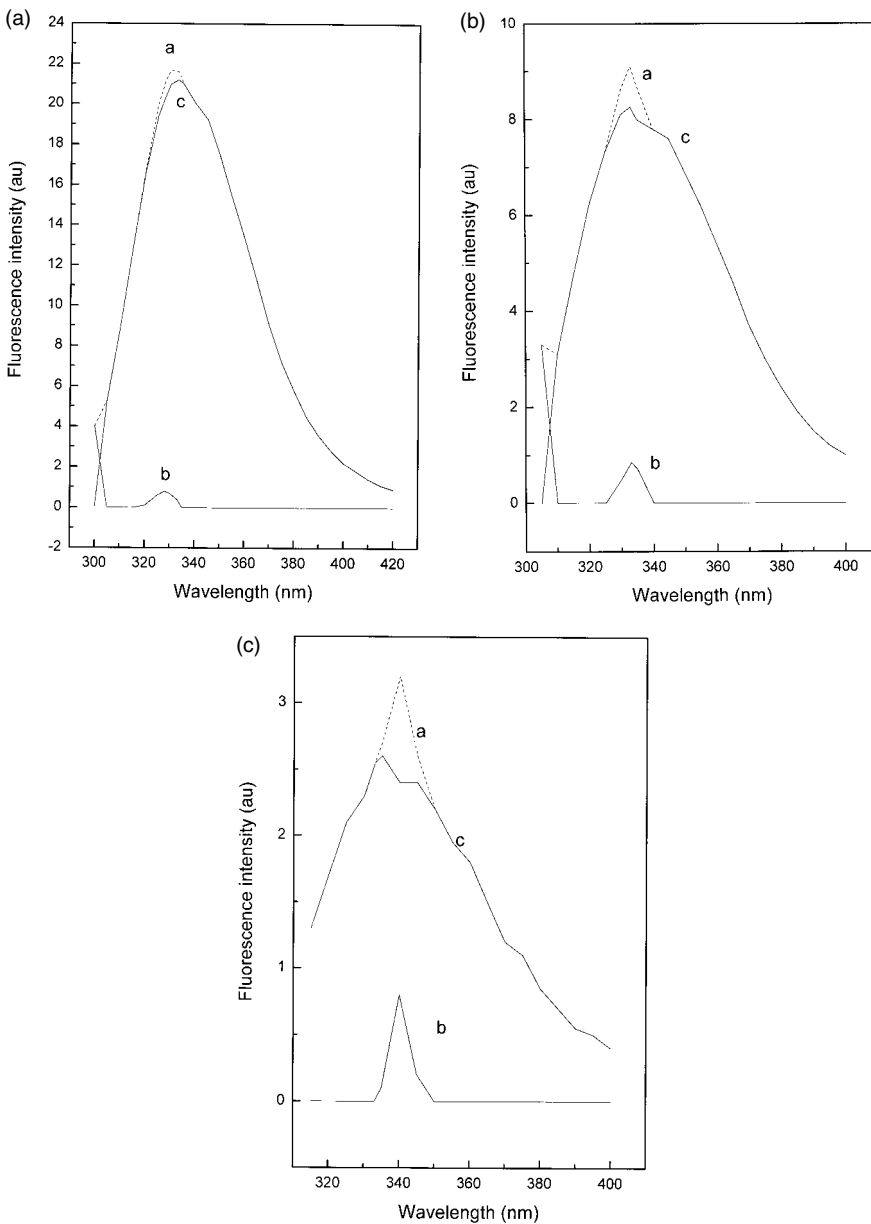 (a)
24
22
20
18
16
14
12
10
8
6
4
2
0
-2
a
c
b
Fluorescence intensity (au)
300 320 340 360 380 400 420
Wavelength (nm)
(b)
10
8
6
4
2
0
a
c
b
Fluorescence intensity (au)
300 320 340 360 380 400
Wavelength (nm)
(c)
3
2
1
0
a
c
b
Fluorescence intensity (au)
320 340 360 380 400
Wavelength (nm)